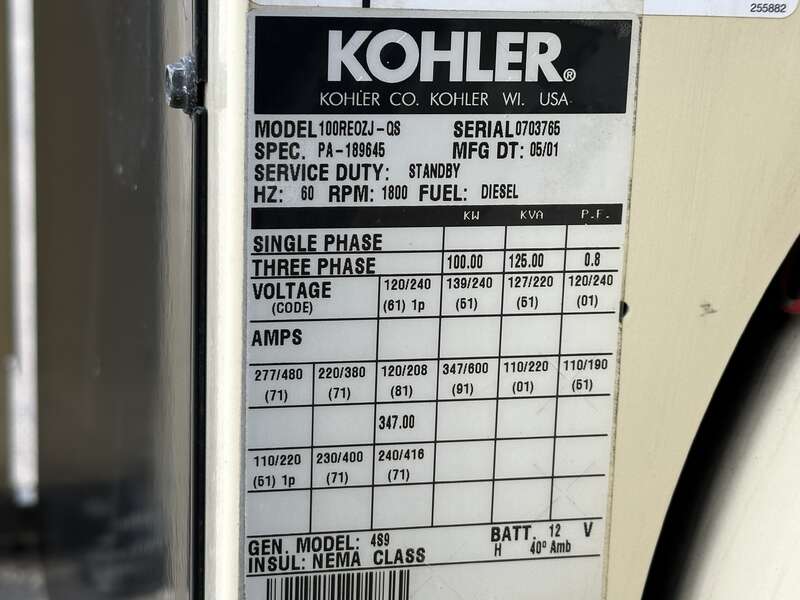 255882
KOHLER®
KOHLER CO. KOHLER WI. USA
MODEL 100REOZJ-QS SERIAL 0703765
SPEC. PA-189645 MFG DT: 05/01
SERVICE DUTY: STANDBY
HZ: 60 RPM: 1800 FUEL: DIESEL
KW KVA P.F.
SINGLE PHASE
THREE PHASE 100.00 125.00 0.8
VOLTAGE 120/240 139/240 127/220 120/240
(CODE) (61) 1p (51) (51) (01)
AMPS
277/480 220/380 120/208 347/600 110/220 110/190
(71) (71) (81) (91) (01) (51)
347.00
110/220 230/400 240/416
(51) 1p (71) (71)
GEN. MODEL: 4S9 BATT. 12 V
INSUL: NEMA CLASS H 40° Amb